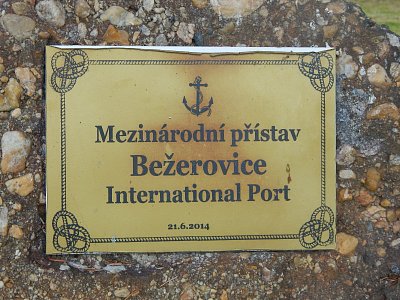 Mezinárodní přístav
Bežerovice
International Port
21.6.2014